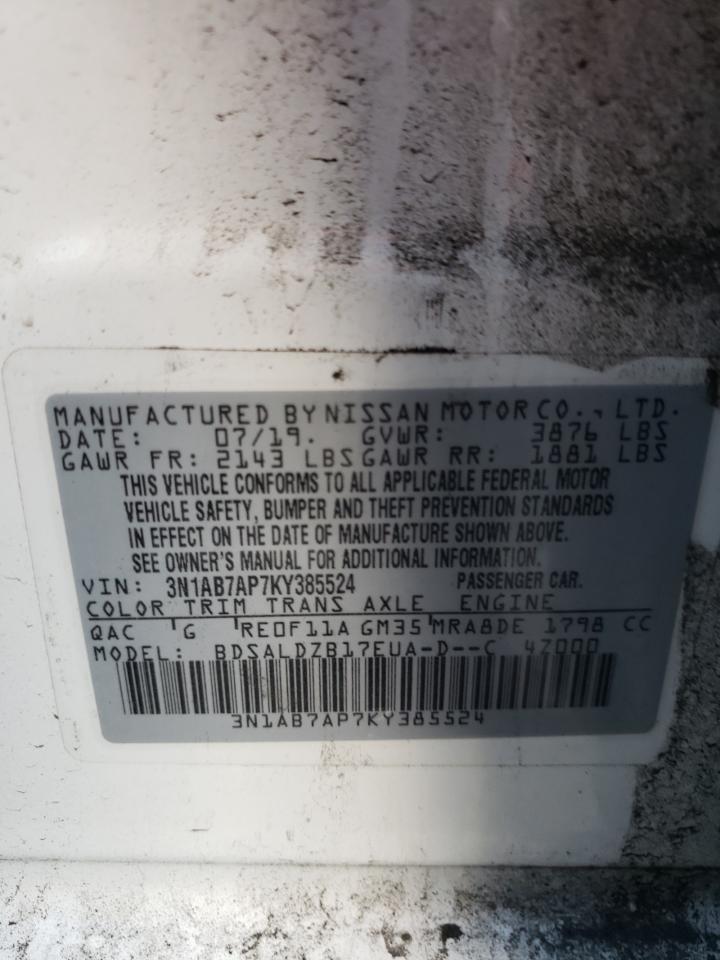 MANUFACTURED BY NISSAN MOTOR CO., LTD.
DATE: 07/19. GVWR: 3876 LBS
GAWR FR: 2143 LBS GAWR RR: 1881 LBS
THIS VEHICLE CONFORMS TO ALL APPLICABLE FEDERAL MOTOR
VEHICLE SAFETY, BUMPER AND THEFT PREVENTION STANDARDS
IN EFFECT ON THE DATE OF MANUFACTURE SHOWN ABOVE.
SEE OWNER'S MANUAL FOR ADDITIONAL INFORMATION.
VIN: 3N1AB7AP7KY385524 PASSENGER CAR.
COLOR TRIM TRANS AXLE ENGINE
QAC G RE0F11A GM35 MRA8DE 1798 CC
MODEL: BDSALDZB17EUA-D--C 4Z000
3N1AB7AP7KY385524